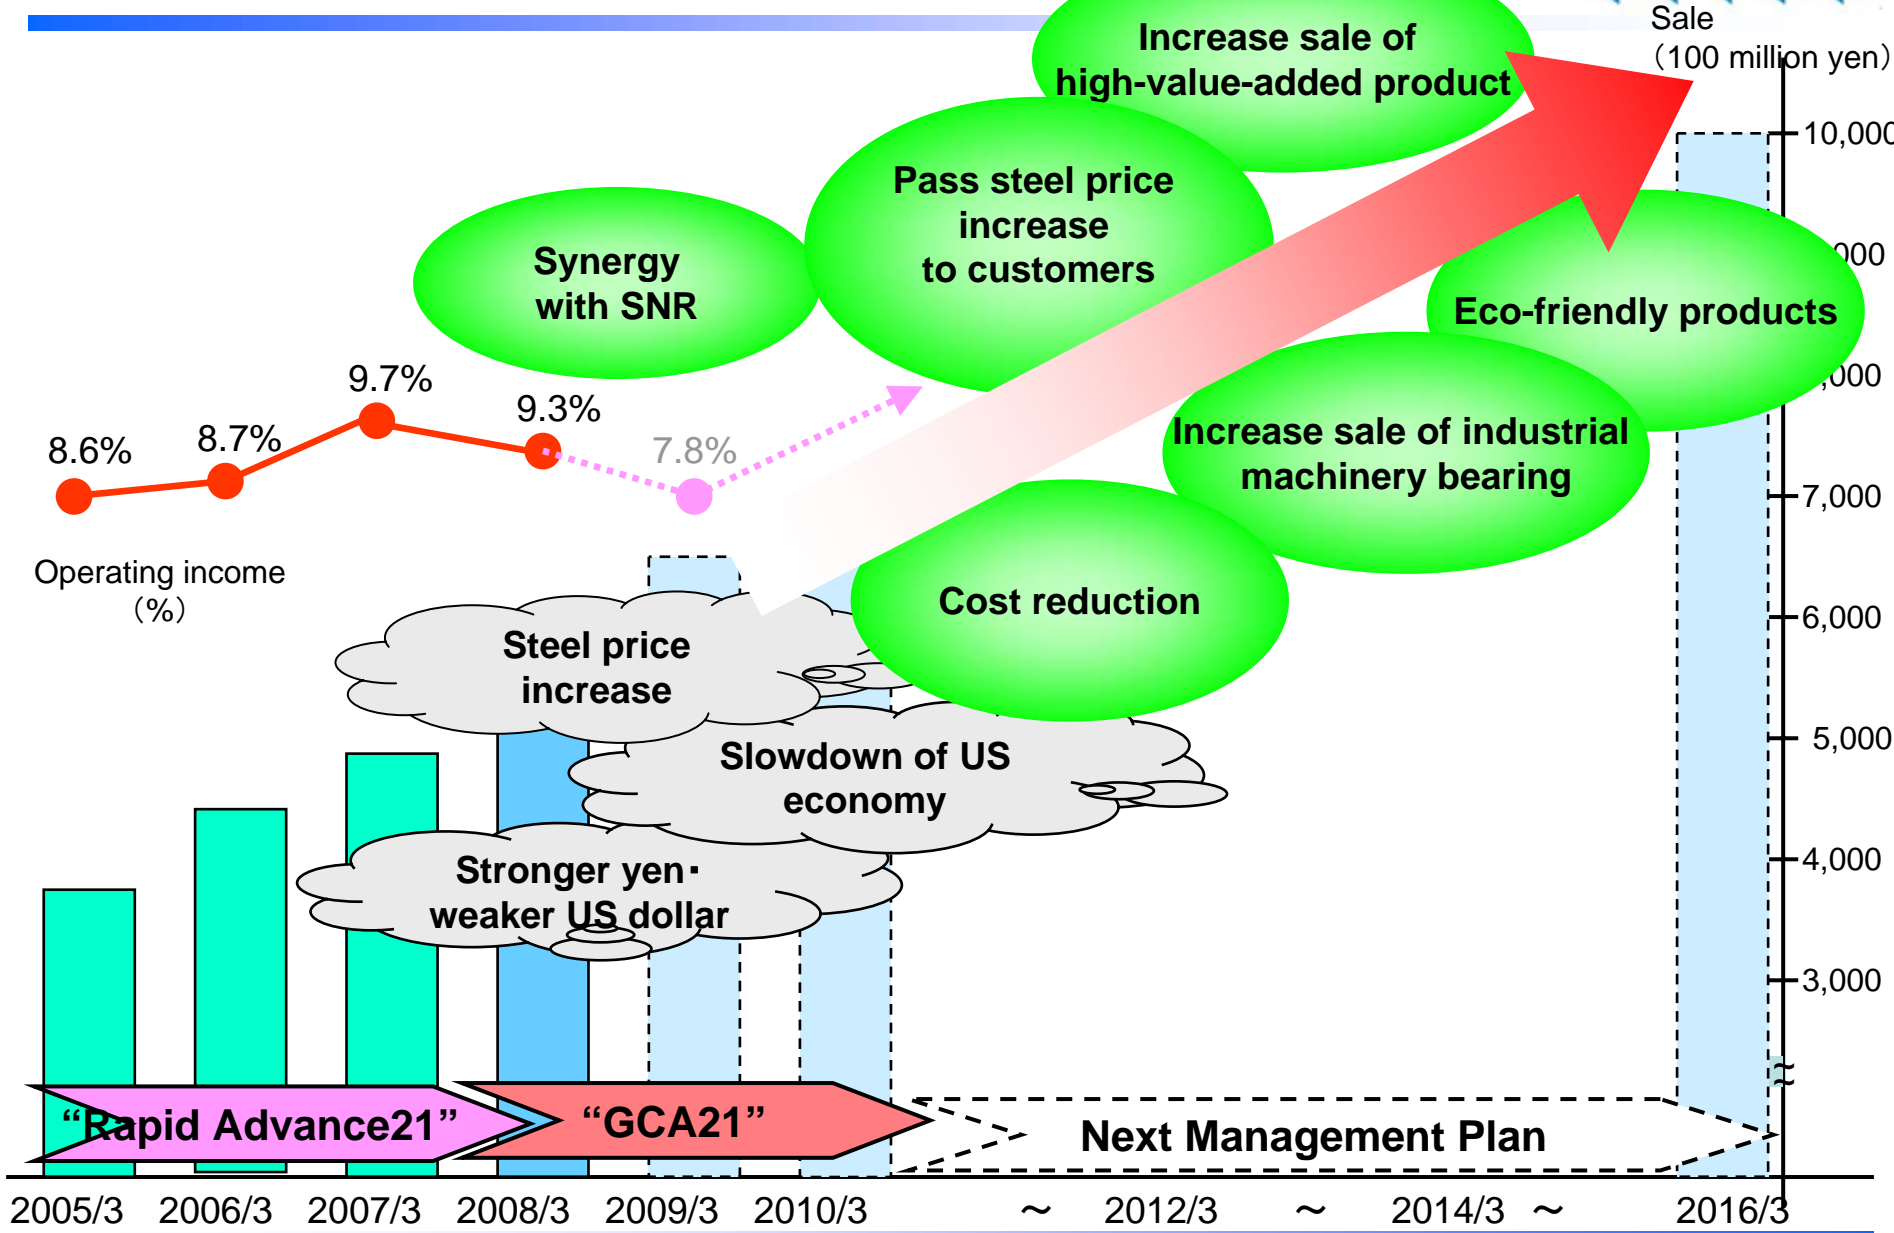 Sale
（100 million yen）
Increase sale of
high-value-added product
10,000
Pass steel price
increase
to customers
Synergy
with SNR
000
Eco-friendly products
,000
9.7%
9.3%
8.7%
8.6%
7.8%
Increase sale of industrial
machinery bearing
7,000
Operating income
（%）
Cost reduction
6,000
Steel price
increase
5,000
Slowdown of US
economy
4,000
Stronger yen・
weaker US dollar
3,000
“Rapid Advance21”
“GCA21”
Next Management Plan
2005/3 2006/3 2007/3 2008/3 2009/3 2010/3 ～ 2012/3 ～ 2014/3 ～ 2016/3